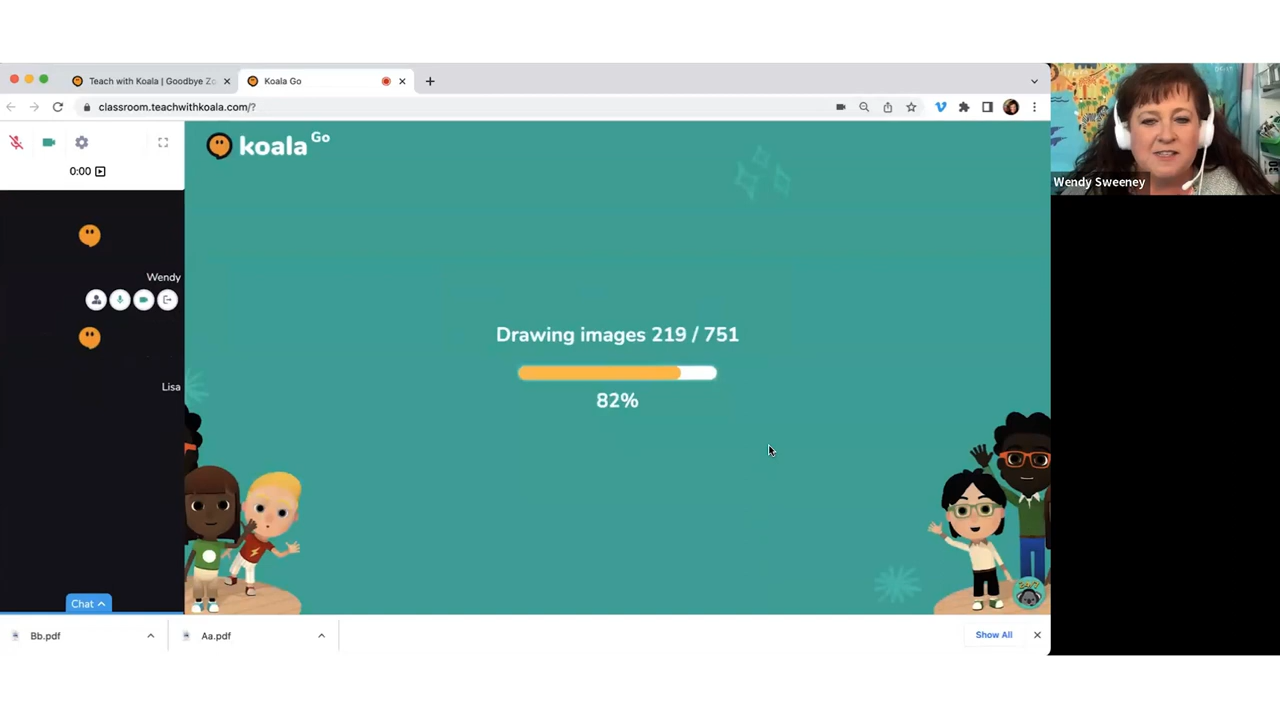 Teach with Koala | Goodbye Zo
Koala Go
classroom.teachwithkoala.com/?
Wendy Sweeney
0:00
koala Go
Wendy
Lisa
Drawing images 219 / 751
82%
Chat
Bb.pdf
Aa.pdf
Show All